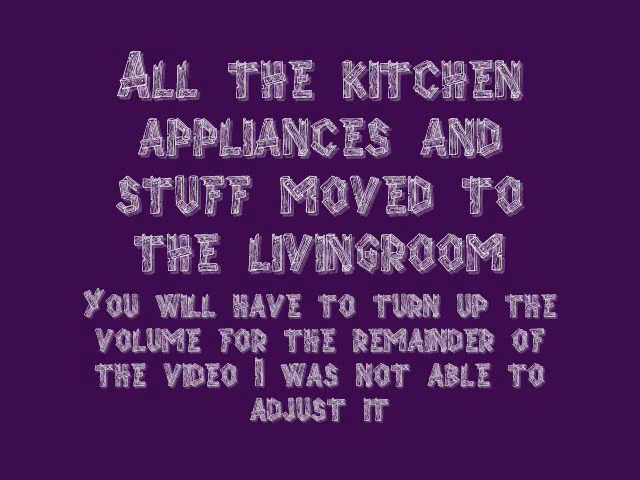 All the kitchen
appliances and
stuff moved to
the livingroom
You will have to turn up the
volume for the remainder of
the video I was not able to
adjust it